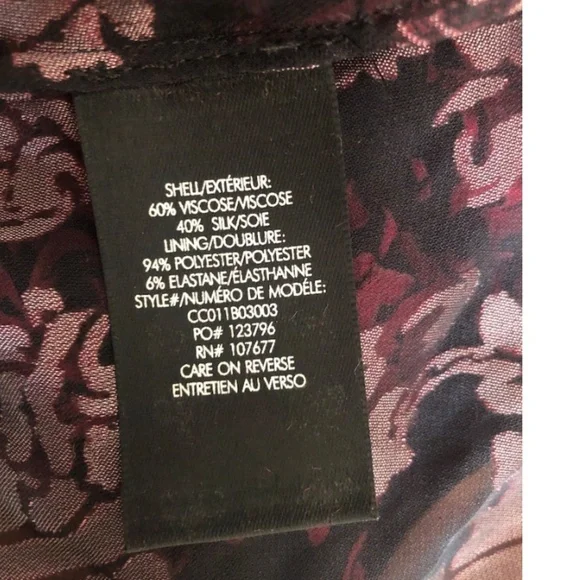 SHELL/EXTÉRIEUR:
60% VISCOSE/VISCOSE
40% SILK/SOIE
LINING/DOUBLURE:
94% POLYESTER/POLYESTER
6% ELASTANE/ÉLASTHANNE
STYLE#/NUMÉRO DE MODÉLE:
CC011B03003
PO# 123796
RN# 107677
CARE ON REVERSE
ENTRETIEN AU VERSO